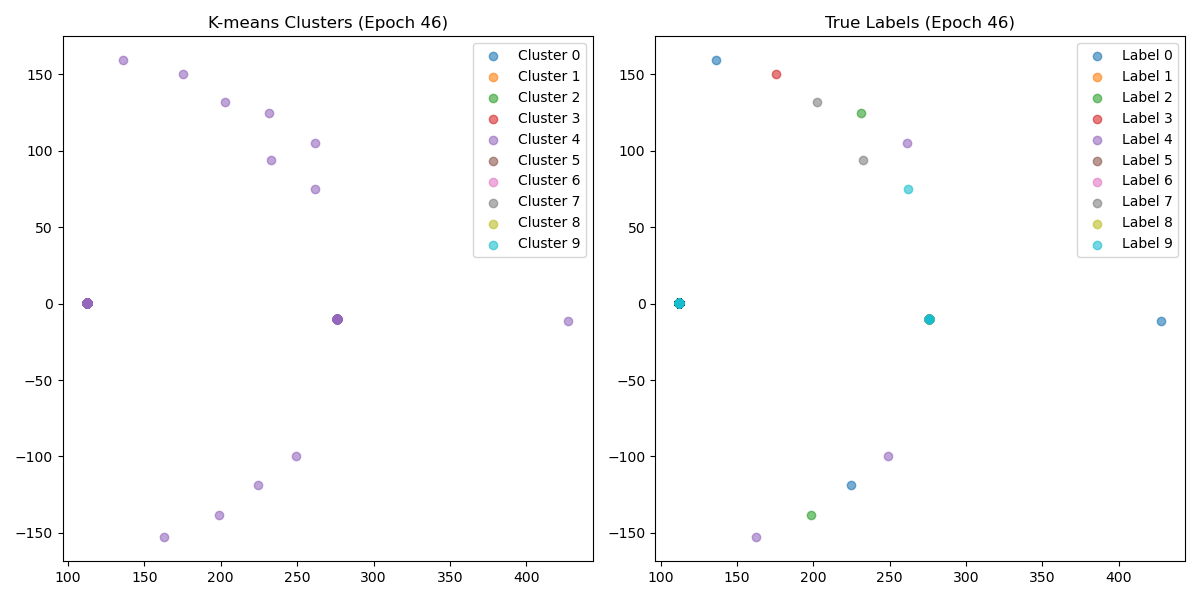 K-means Clusters (Epoch 46)
150
100
50
0
−50
−100
−150
100 150 200 250 300 350 400
Cluster 0
Cluster 1
Cluster 2
Cluster 3
Cluster 4
Cluster 5
Cluster 6
Cluster 7
Cluster 8
Cluster 9
True Labels (Epoch 46)
150
100
50
0
−50
−100
−150
100 150 200 250 300 350 400
Label 0
Label 1
Label 2
Label 3
Label 4
Label 5
Label 6
Label 7
Label 8
Label 9